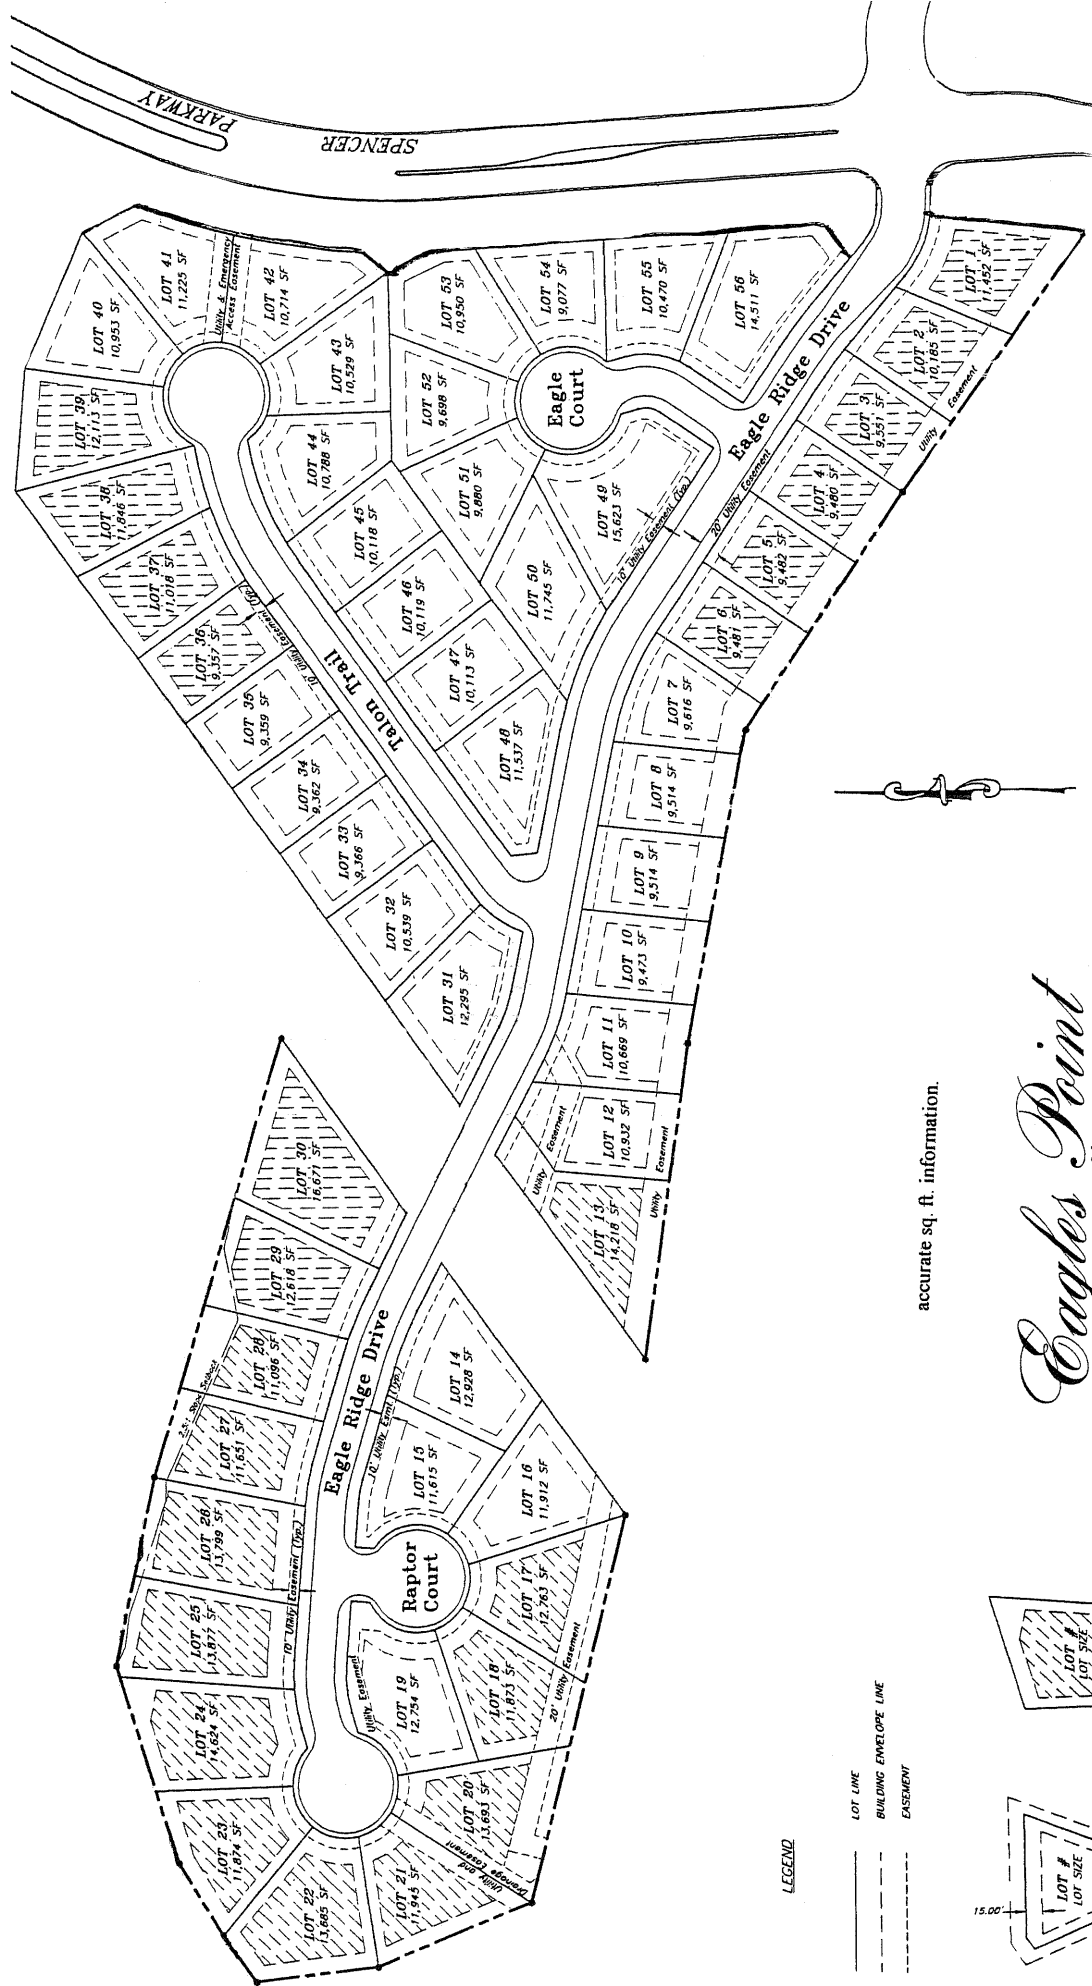 SPENCER
PARKWAY
LOT 41
11,225 SF
Utility & Emergency
Access Easement
LOT 42
10,714 SF
LOT 40
10,953 SF
LOT 39
12,113 SF
LOT 38
11,846 SF
LOT 37
11,018 SF
LOT 36
9,357 SF
LOT 35
9,359 SF
LOT 34
9,362 SF
LOT 33
9,366 SF
LOT 32
10,539 SF
LOT 31
12,295 SF
10' Utility Easement (Typ.)
Talon Trail
LOT 43
10,529 SF
LOT 44
10,788 SF
LOT 45
10,118 SF
LOT 46
10,119 SF
LOT 47
10,113 SF
LOT 48
11,537 SF
LOT 53
10,950 SF
LOT 54
9,077 SF
LOT 55
10,470 SF
LOT 56
14,511 SF
LOT 52
9,698 SF
LOT 51
9,880 SF
LOT 50
11,745 SF
LOT 49
15,623 SF
Eagle
Court
10' Utility Easement (Typ.)
Eagle Ridge Drive
20' Utility Easement
LOT 1
11,452 SF
LOT 2
10,185 SF
LOT 3
9,551 SF
LOT 4
9,480 SF
LOT 5
9,482 SF
LOT 6
9,481 SF
LOT 7
9,616 SF
LOT 8
9,514 SF
LOT 9
9,514 SF
LOT 10
9,473 SF
LOT 11
10,669 SF
LOT 12
10,932 SF
LOT 13
14,218 SF
Utility Easement
Utility Easement
Utility Easement
LOT 30
16,671 SF
LOT 29
12,618 SF
LOT 28
11,096 SF
LOT 27
11,651 SF
LOT 26
13,799 SF
LOT 25
13,877 SF
LOT 24
14,624 SF
LOT 23
11,874 SF
LOT 22
13,685 SF
LOT 21
11,945 SF
LOT 20
13,693 SF
LOT 19
12,754 SF
LOT 18
11,873 SF
LOT 17
12,763 SF
LOT 16
11,912 SF
LOT 15
11,615 SF
LOT 14
12,928 SF
Eagle Ridge Drive
10' Utility Esmt. (Typ.)
10' Utility Easement (Typ.)
Raptor
Court
Utility Easement
20' Utility Easement
Utility and
Drainage Easement
accurate sq. ft. information.
Eagles Point
LEGEND
LOT LINE
BUILDING ENVELOPE LINE
EASEMENT
15.00'
LOT #
LOT SIZE
LOT #
LOT SIZE